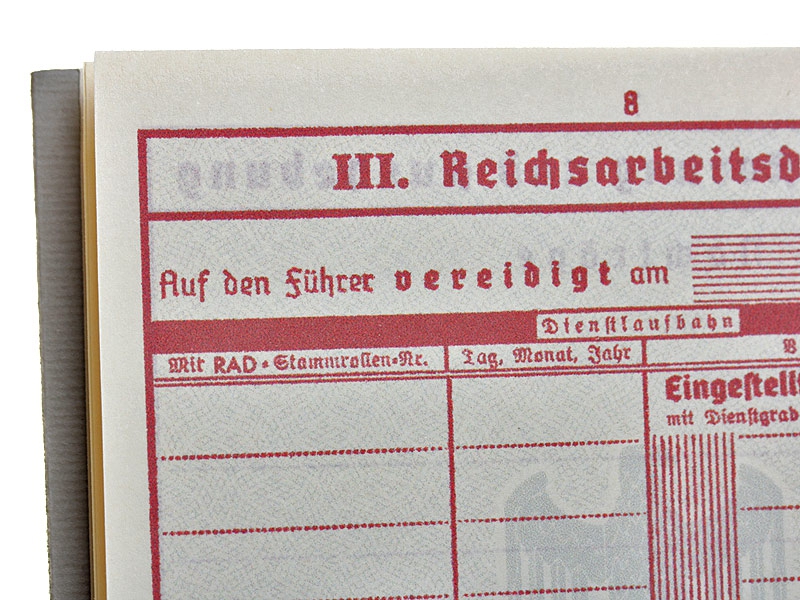 8
III. Reichsarbeitsd
Auf den Führer vereidigt am
Dienstlaufbahn
Mit RAD-Stammrollen-Nr. Tag, Monat, Jahr
Eingestell
mit Dienstgrad